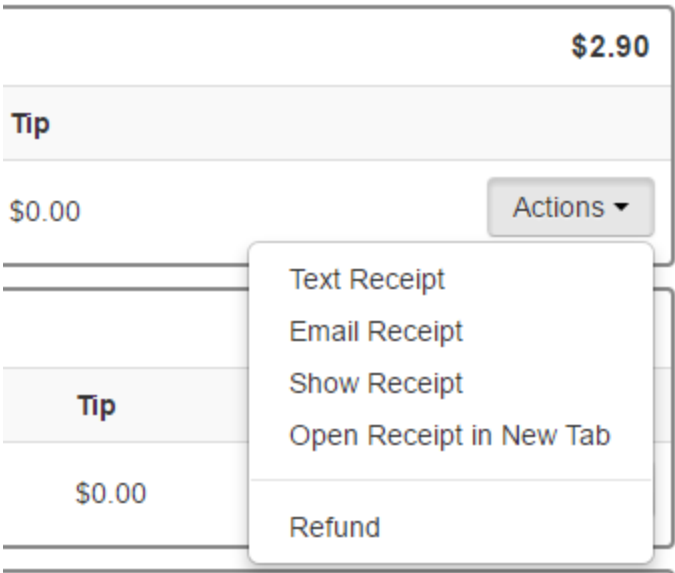 $2.90
Tip
$0.00
Actions
Text Receipt
Email Receipt
Show Receipt
Open Receipt in New Tab
Refund
Tip
$0.00